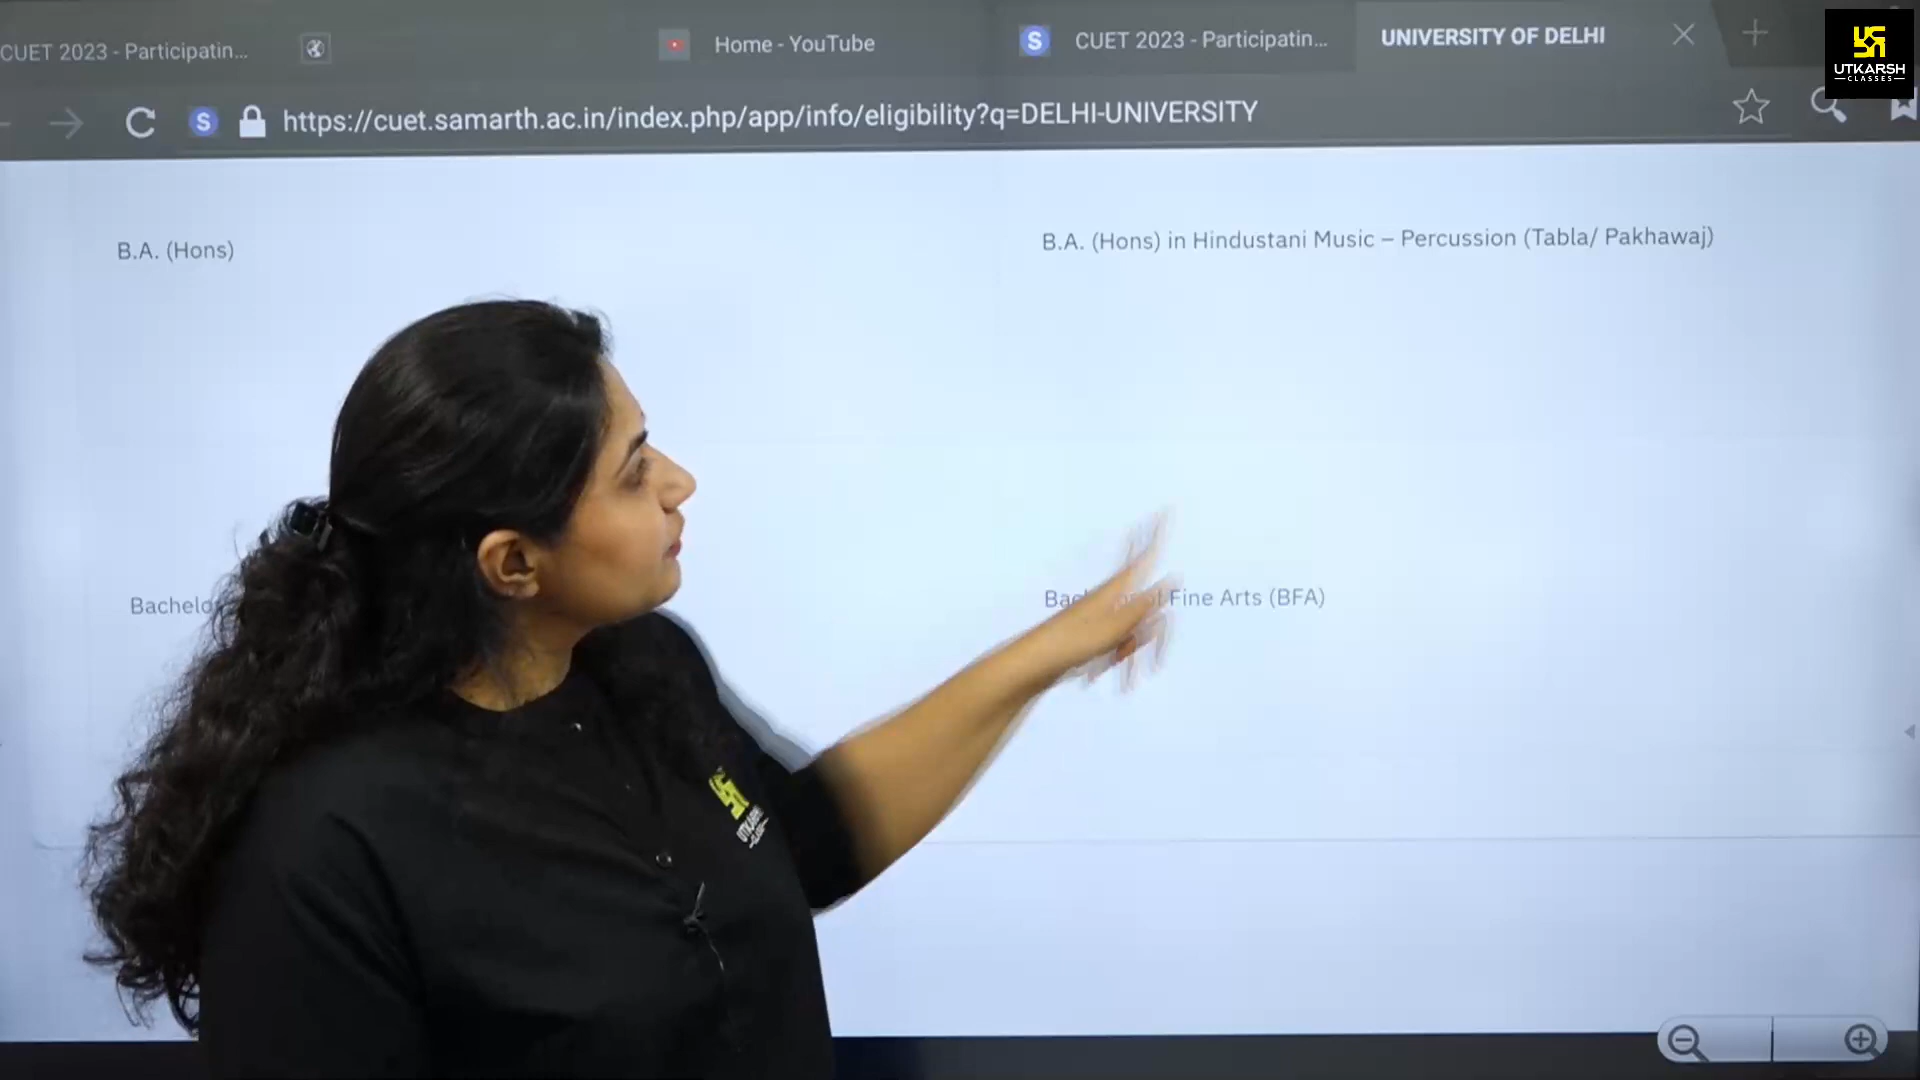 CUET 2023 - Participatin...
Home - YouTube
CUET 2023 - Participatin...
UNIVERSITY OF DELHI
UTKARSH
CLASSES
S
https://cuet.samarth.ac.in/index.php/app/info/eligibility?q=DELHI-UNIVERSITY
B.A. (Hons)
B.A. (Hons) in Hindustani Music – Percussion (Tabla/ Pakhawaj)
Fine Arts (BFA)
UTKARSH